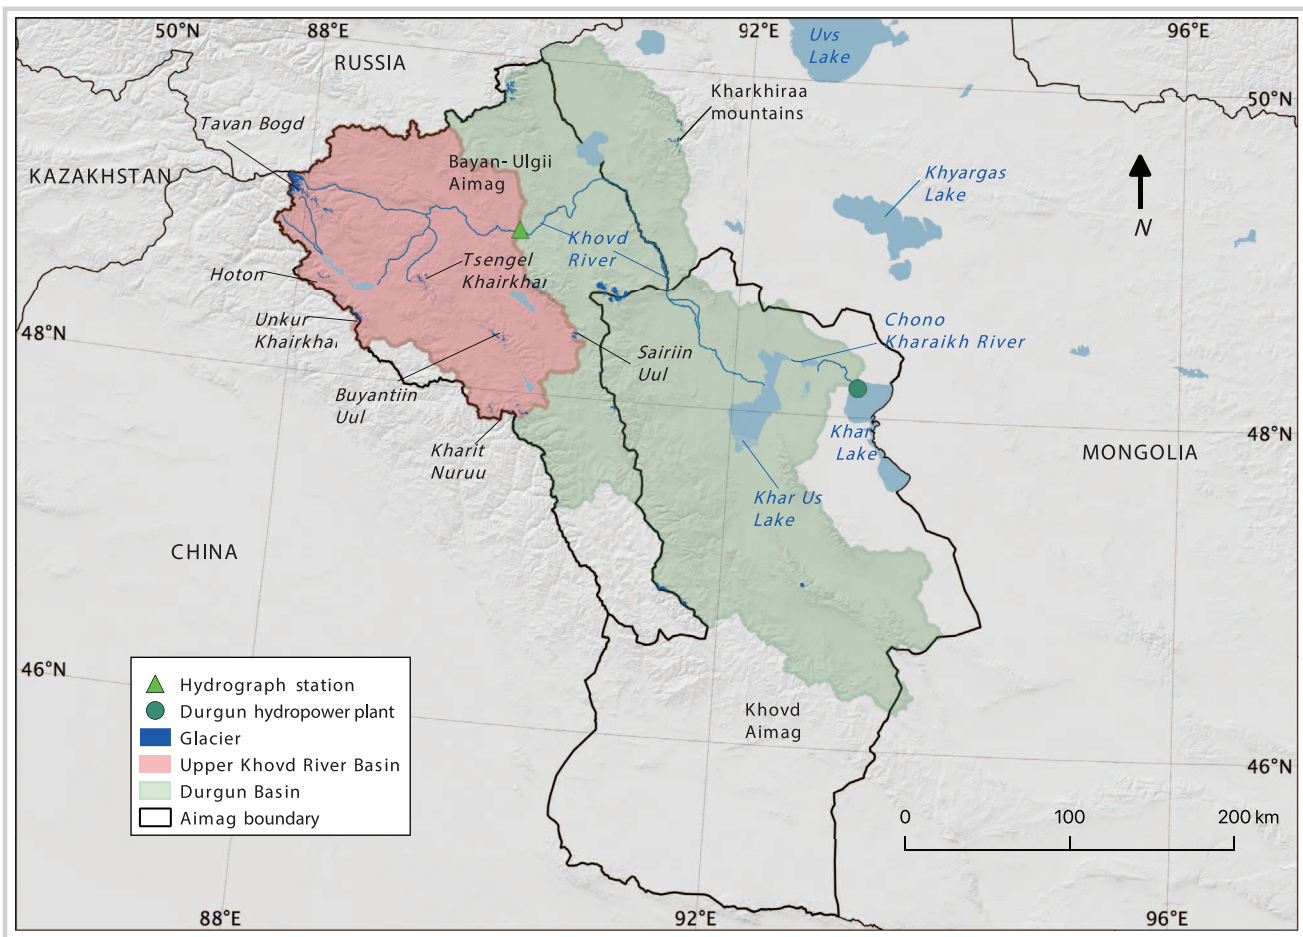 50°N
88°E
92°E
96°E
Uvs
Lake
RUSSIA
Kharkhiraa
mountains
50°N
Tavan Bogd
KAZAKHSTAN
Bayan-Ulgii
Aimag
Khyargas
Lake
N
Khovd
River
Hoton
Tsengel
Khairkhar
Unkur
Khairkhar
48°N
Chono
Kharaikh River
Sairiin
Uul
Buyantiin
Uul
Kharit
Nuruu
Khar
Lake
48°N
MONGOLIA
Khar Us
Lake
CHINA
46°N
Hydrograph station
Durgun hydropower plant
Glacier
Upper Khovd River Basin
Durgun Basin
Aimag boundary
Khovd
Aimag
46°N
0
100
200 km
88°E
92°E
96°E